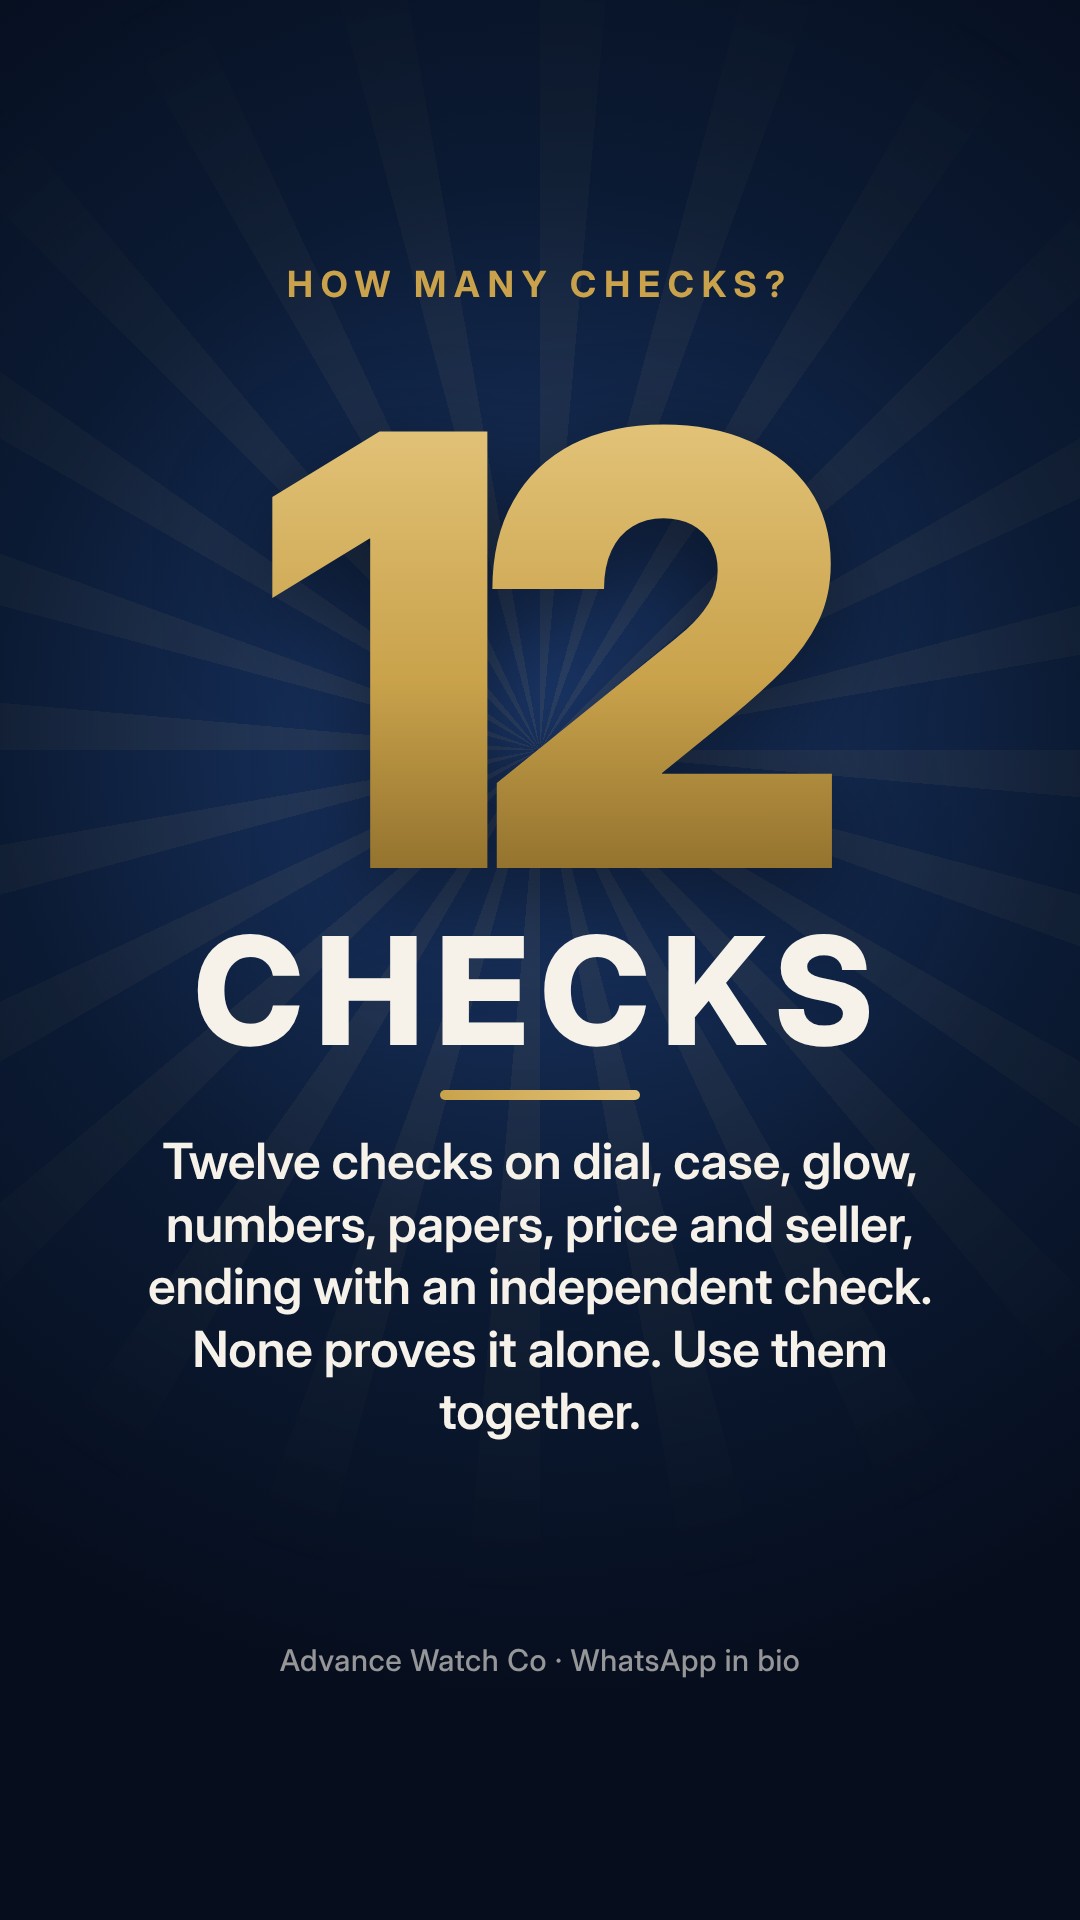 HOW MANY CHECKS?
12
CHECKS
Twelve checks on dial, case, glow,
numbers, papers, price and seller,
ending with an independent check.
None proves it alone. Use them
together.
Advance Watch Co · WhatsApp in bio